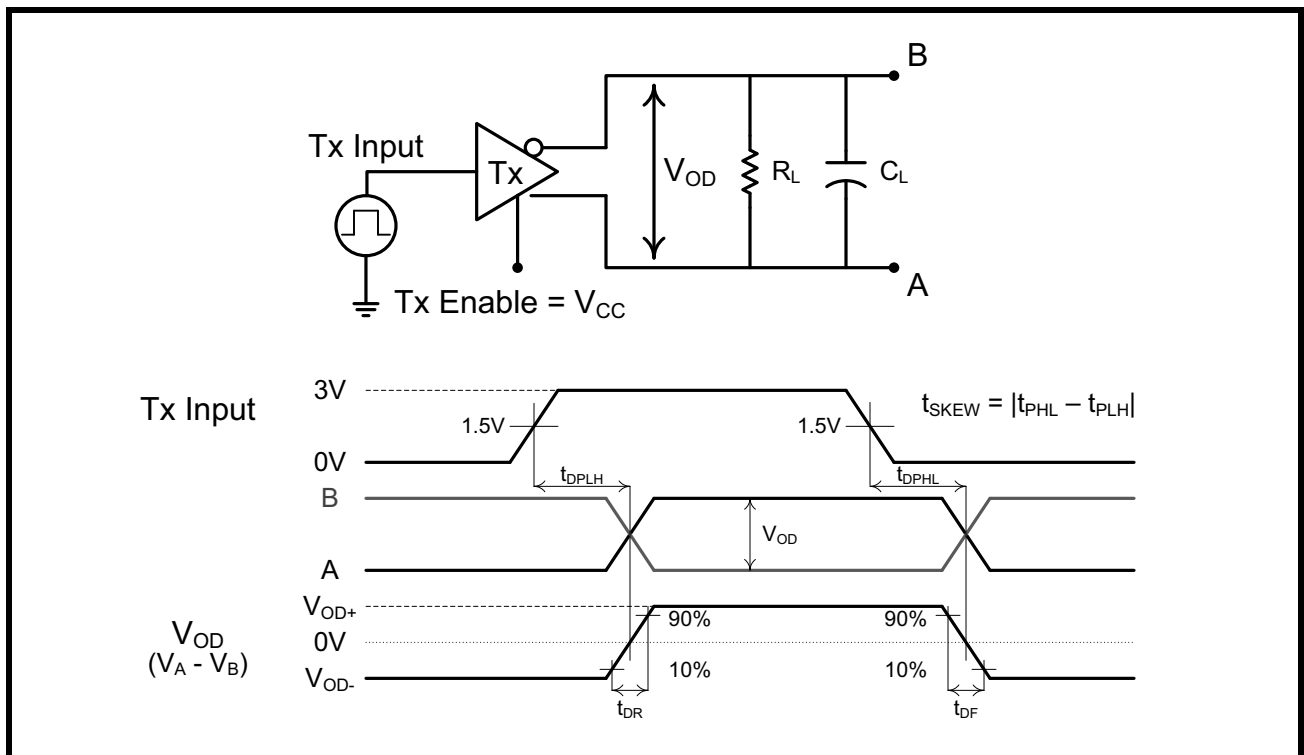 B
Tx Input
Tx
V_OD
R_L
C_L
A
Tx Enable = V_CC
3V
Tx Input
t_SKEW = |t_PHL – t_PLH|
1.5V
1.5V
0V
t_DPLH
t_DPHL
B
V_OD
A
V_OD+
90%
90%
V_OD
0V
(V_A - V_B)
V_OD-
10%
10%
t_DR
t_DF